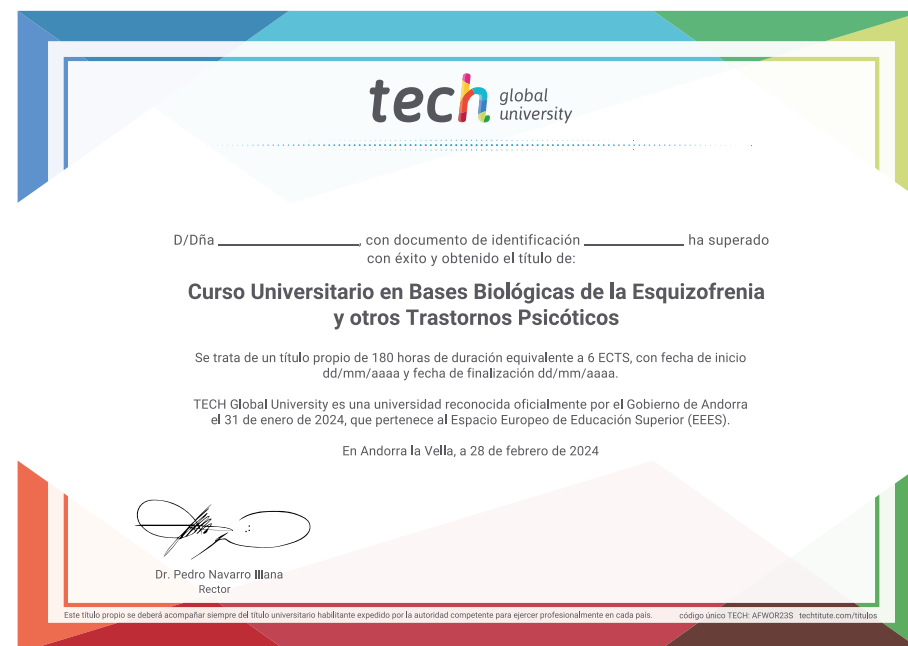 tech global
university
D/Dña ____________________, con documento de identificación ______________ ha superado
con éxito y obtenido el título de:
Curso Universitario en Bases Biológicas de la Esquizofrenia
y otros Trastornos Psicóticos
Se trata de un título propio de 180 horas de duración equivalente a 6 ECTS, con fecha de inicio
dd/mm/aaaa y fecha de finalización dd/mm/aaaa.
TECH Global University es una universidad reconocida oficialmente por el Gobierno de Andorra
el 31 de enero de 2024, que pertenece al Espacio Europeo de Educación Superior (EEES).
En Andorra la Vella, a 28 de febrero de 2024
Dr. Pedro Navarro Illana
Rector
Este título propio se deberá acompañar siempre del título universitario habilitante expedido por la autoridad competente para ejercer profesionalmente en cada país. código único TECH: AFWOR23S techtitute.com/titulos